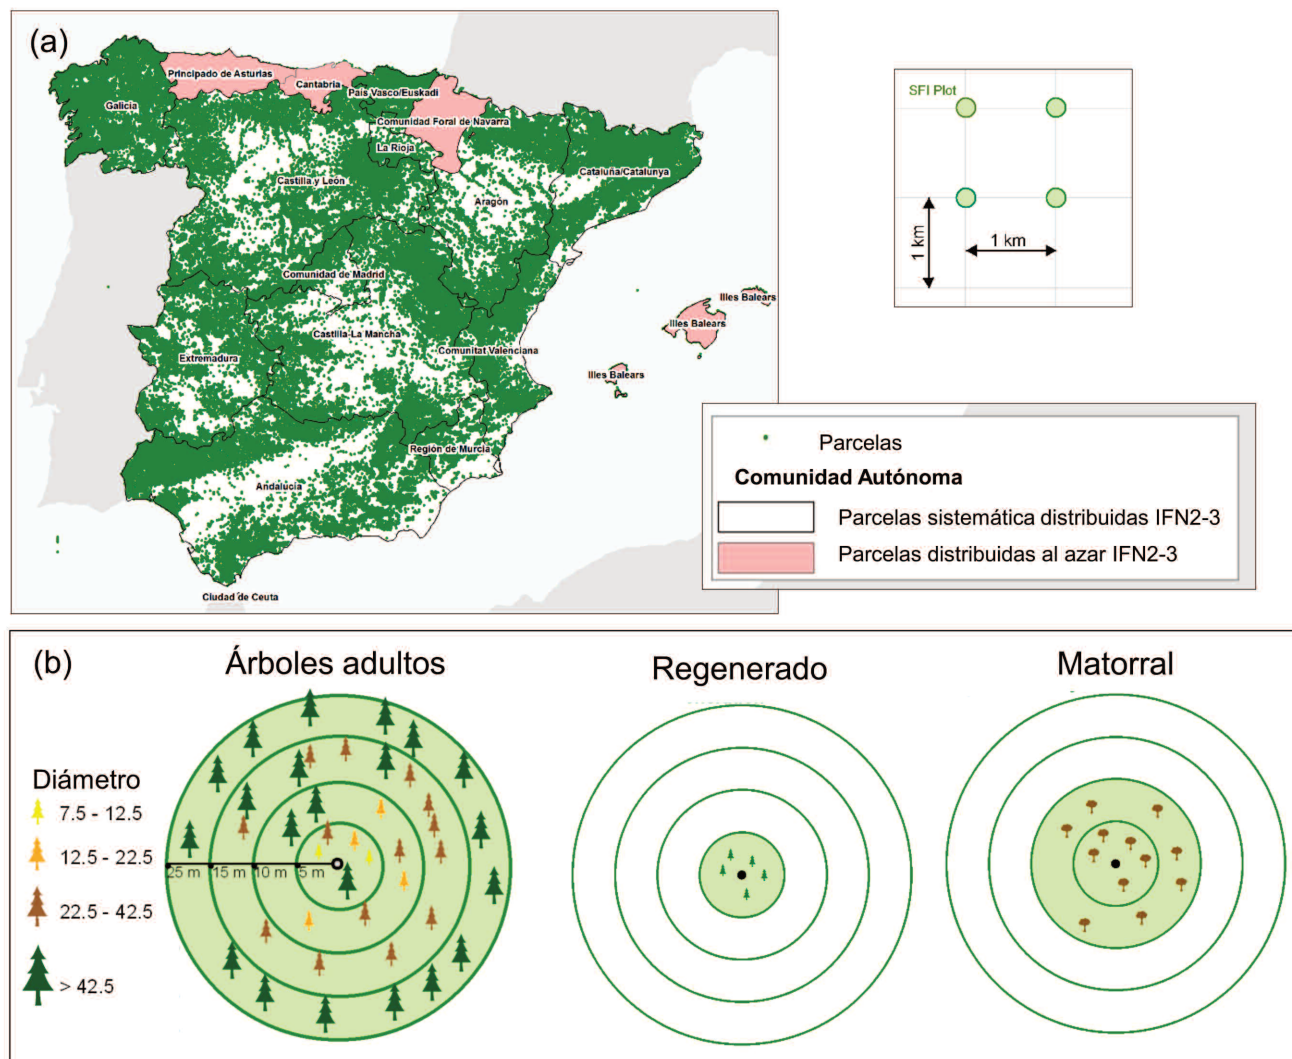 (a)
Principado de Asturias
Cantabria
País Vasco/Euskadi
Galicia
Comunidad Foral de Navarra
La Rioja
Cataluña/Catalunya
Castilla y León
Aragón
Comunidad de Madrid
Illes Balears
Illes Balears
Castilla-La Mancha
Comunitat Valenciana
Extremadura
Illes Balears
Región de Murcia
Andalucía
Ciudad de Ceuta
SFI Plot
1 km
1 km
Parcelas
Comunidad Autónoma
Parcelas sistemática distribuidas IFN2-3
Parcelas distribuidas al azar IFN2-3
(b)
Árboles adultos
Regenerado
Matorral
Diámetro
7.5 - 12.5
12.5 - 22.5
22.5 - 42.5
> 42.5
25 m 15 m 10 m 5 m